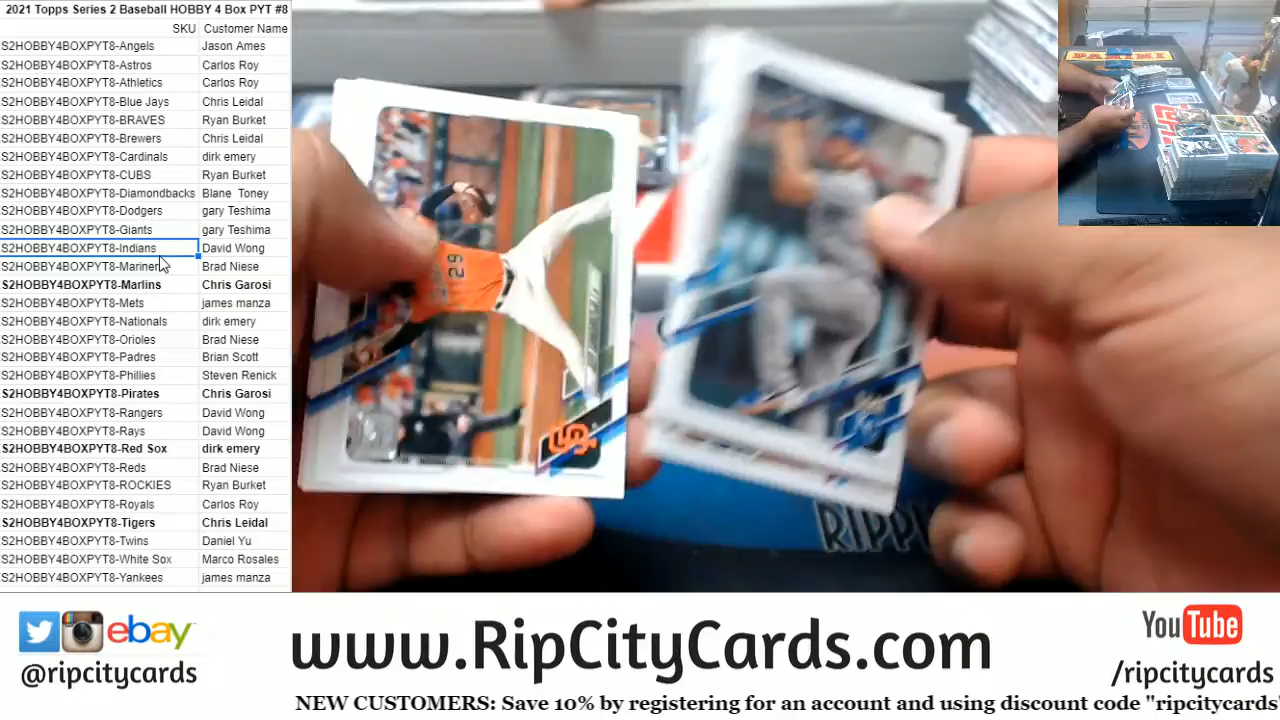 2021 Topps Series 2 Baseball HOBBY 4 Box PYT #8
SKU Customer Name
S2HOBBY4BOXPYT8-Angels Jason Ames
S2HOBBY4BOXPYT8-Astros Carlos Roy
S2HOBBY4BOXPYT8-Athletics Carlos Roy
S2HOBBY4BOXPYT8-Blue Jays Chris Leidal
S2HOBBY4BOXPYT8-BRAVES Ryan Burket
S2HOBBY4BOXPYT8-Brewers Chris Leidal
S2HOBBY4BOXPYT8-Cardinals dirk emery
S2HOBBY4BOXPYT8-CUBS Ryan Burket
S2HOBBY4BOXPYT8-Diamondbacks Blane Toney
S2HOBBY4BOXPYT8-Dodgers gary Teshima
S2HOBBY4BOXPYT8-Giants gary Teshima
S2HOBBY4BOXPYT8-Indians David Wong
S2HOBBY4BOXPYT8-Mariner Brad Niese
S2HOBBY4BOXPYT8-Marlins Chris Garosi
S2HOBBY4BOXPYT8-Mets james manza
S2HOBBY4BOXPYT8-Nationals dirk emery
S2HOBBY4BOXPYT8-Orioles Brad Niese
S2HOBBY4BOXPYT8-Padres Brian Scott
S2HOBBY4BOXPYT8-Phillies Steven Renick
S2HOBBY4BOXPYT8-Pirates Chris Garosi
S2HOBBY4BOXPYT8-Rangers David Wong
S2HOBBY4BOXPYT8-Rays David Wong
S2HOBBY4BOXPYT8-Red Sox dirk emery
S2HOBBY4BOXPYT8-Reds Brad Niese
S2HOBBY4BOXPYT8-ROCKIES Ryan Burket
S2HOBBY4BOXPYT8-Royals Carlos Roy
S2HOBBY4BOXPYT8-Tigers Chris Leidal
S2HOBBY4BOXPYT8-Twins Daniel Yu
S2HOBBY4BOXPYT8-White Sox Marco Rosales
S2HOBBY4BOXPYT8-Yankees james manza
PANINI
29
SF
RIPPY
ebay
@ripcitycards
www.RipCityCards.com
YouTube
/ripcitycards
NEW CUSTOMERS: Save 10% by registering for an account and using discount code "ripcitycards